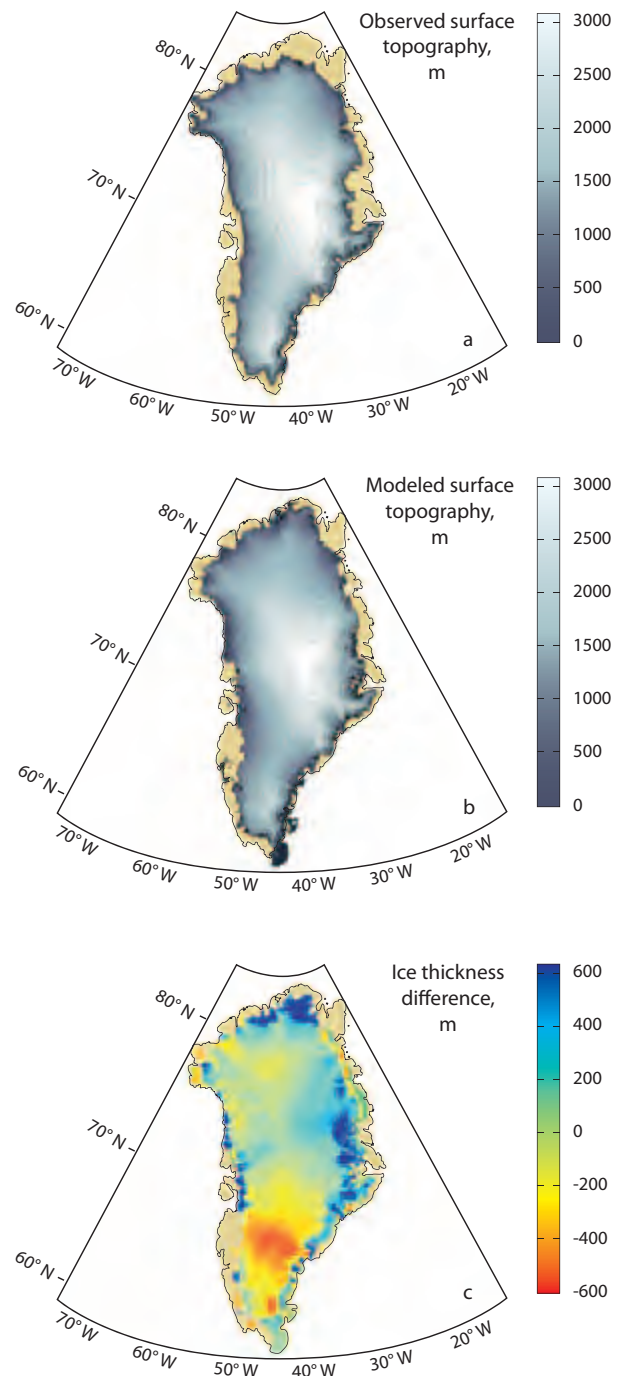 Observed surface
topography,
m
3000
2500
2000
1500
1000
500
0
80° N
70° N
60° N
70° W
60° W
50° W
40° W
30° W
20° W
a
Modeled surface
topography,
m
3000
2500
2000
1500
1000
500
0
80° N
70° N
60° N
70° W
60° W
50° W
40° W
30° W
20° W
b
Ice thickness
difference,
m
600
400
200
0
-200
-400
-600
80° N
70° N
60° N
70° W
60° W
50° W
40° W
30° W
20° W
c